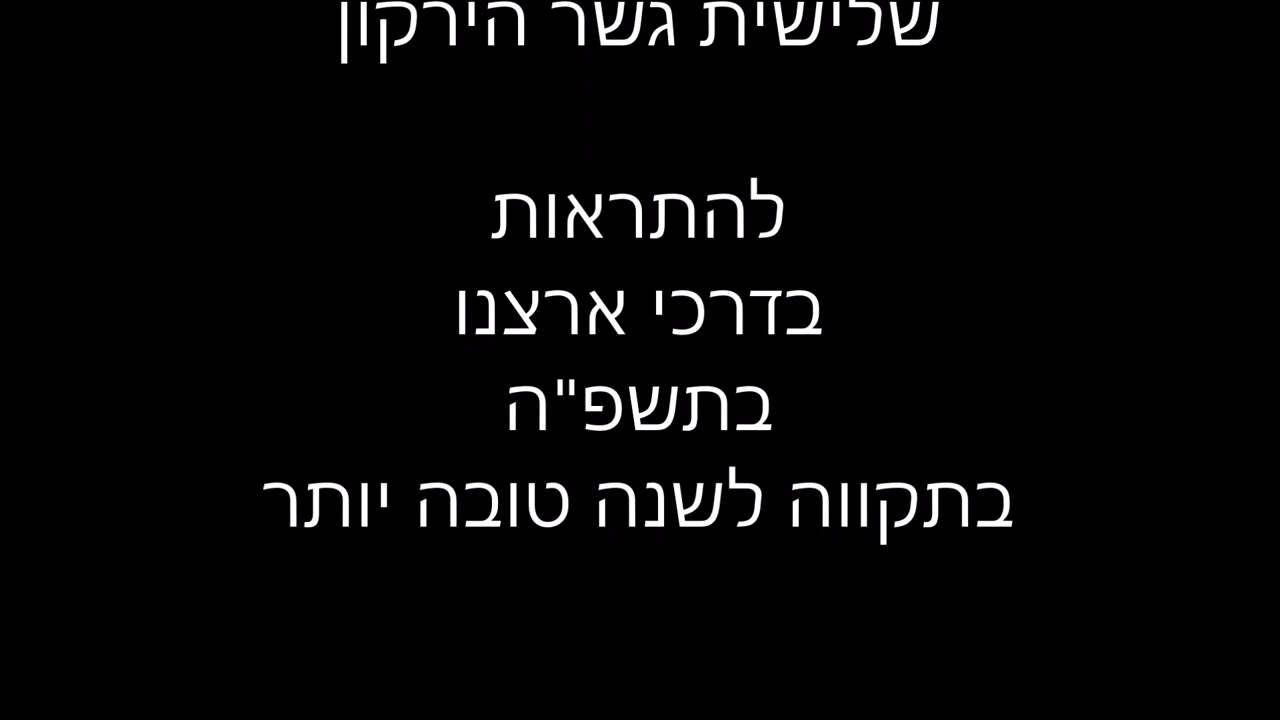 שלישית גשר הירקון
להתראות
בדרכי ארצנו
בתשפ"ה
בתקווה לשנה טובה יותר